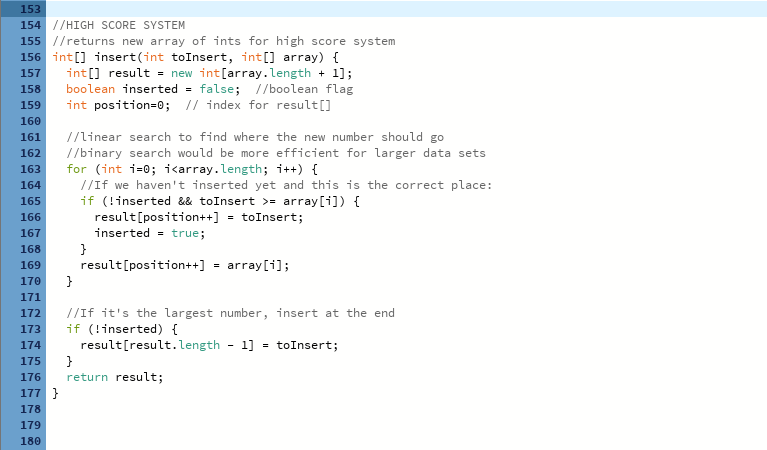 153
154 //HIGH SCORE SYSTEM
155 //returns new array of ints for high score system
156 int[] insert(int toInsert, int[] array) {
157   int[] result = new int[array.length + 1];
158   boolean inserted = false;  //boolean flag
159   int position=0;  // index for result[]
160
161   //linear search to find where the new number should go
162   //binary search would be more efficient for larger data sets
163   for (int i=0; i<array.length; i++) {
164     //If we haven't inserted yet and this is the correct place:
165     if (!inserted && toInsert >= array[i]) {
166       result[position++] = toInsert;
167       inserted = true;
168     }
169     result[position++] = array[i];
170   }
171
172   //If it's the largest number, insert at the end
173   if (!inserted) {
174     result[result.length - 1] = toInsert;
175   }
176   return result;
177 }
178
179
180